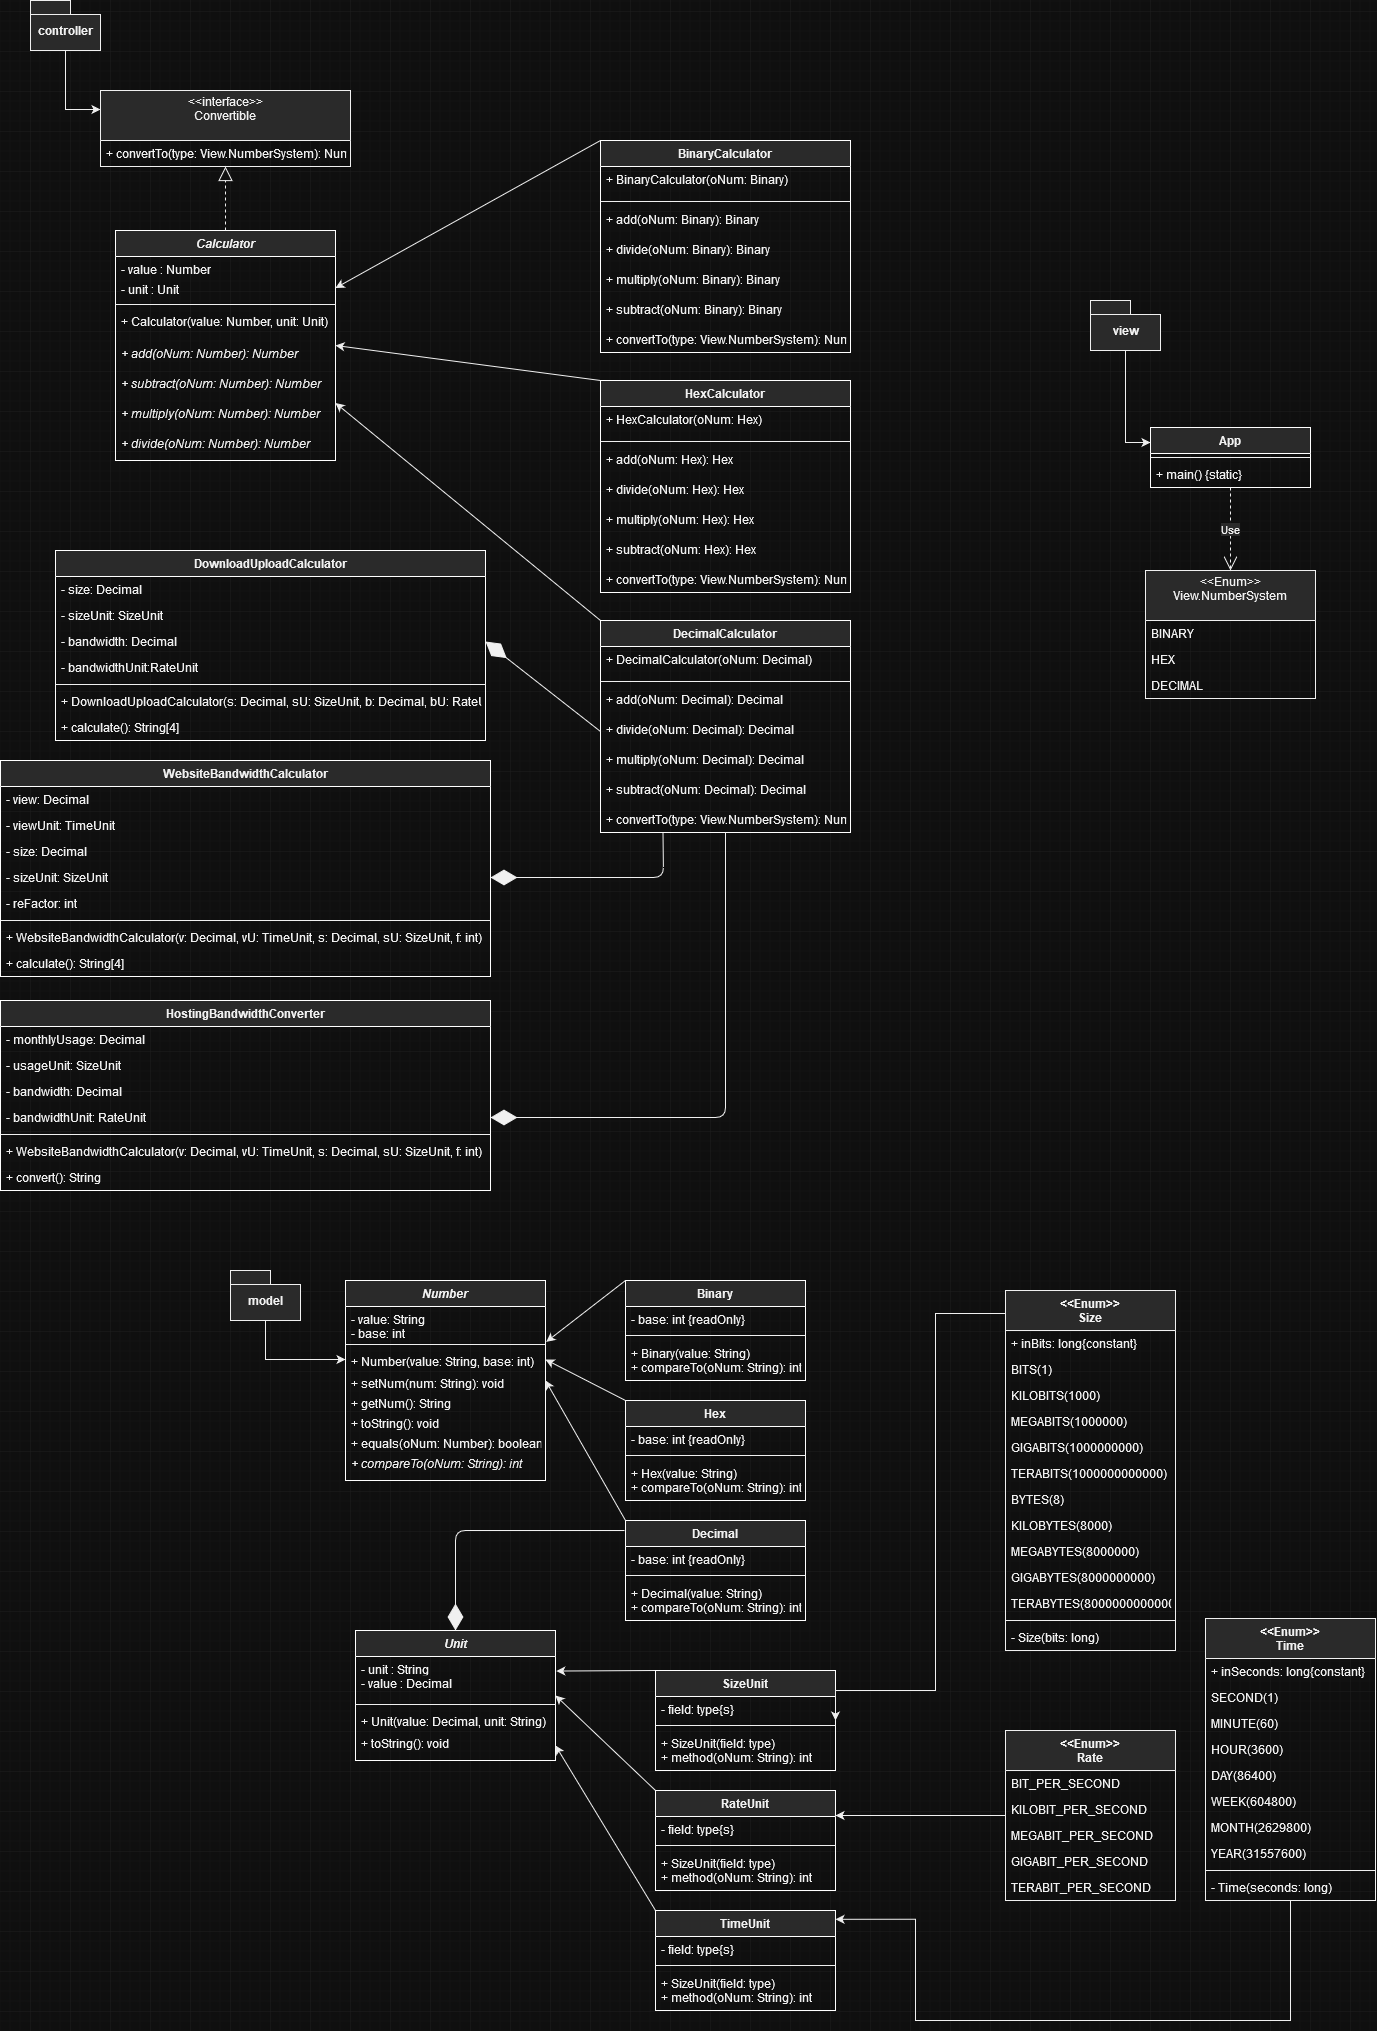 controller
<<interface>>
Convertible
+ convertTo(type: View.NumberSystem): Num
Calculator
- value : Number
- unit : Unit
+ Calculator(value: Number, unit: Unit)
+ add(oNum: Number): Number
+ subtract(oNum: Number): Number
+ multiply(oNum: Number): Number
+ divide(oNum: Number): Number
BinaryCalculator
+ BinaryCalculator(oNum: Binary)
+ add(oNum: Binary): Binary
+ divide(oNum: Binary): Binary
+ multiply(oNum: Binary): Binary
+ subtract(oNum: Binary): Binary
+ convertTo(type: View.NumberSystem): Num
HexCalculator
+ HexCalculator(oNum: Hex)
+ add(oNum: Hex): Hex
+ divide(oNum: Hex): Hex
+ multiply(oNum: Hex): Hex
+ subtract(oNum: Hex): Hex
+ convertTo(type: View.NumberSystem): Num
DecimalCalculator
+ DecimalCalculator(oNum: Decimal)
+ add(oNum: Decimal): Decimal
+ divide(oNum: Decimal): Decimal
+ multiply(oNum: Decimal): Decimal
+ subtract(oNum: Decimal): Decimal
+ convertTo(type: View.NumberSystem): Num
view
App
+ main() {static}
Use
<<Enum>>
View.NumberSystem
BINARY
HEX
DECIMAL
DownloadUploadCalculator
- size: Decimal
- sizeUnit: SizeUnit
- bandwidth: Decimal
- bandwidthUnit:RateUnit
+ DownloadUploadCalculator(s: Decimal, sU: SizeUnit, b: Decimal, bU: RateU
+ calculate(): String[4]
WebsiteBandwidthCalculator
- view: Decimal
- viewUnit: TimeUnit
- size: Decimal
- sizeUnit: SizeUnit
- reFactor: int
+ WebsiteBandwidthCalculator(v: Decimal, vU: TimeUnit, s: Decimal, sU: SizeUnit, f: int)
+ calculate(): String[4]
HostingBandwidthConverter
- monthlyUsage: Decimal
- usageUnit: SizeUnit
- bandwidth: Decimal
- bandwidthUnit: RateUnit
+ WebsiteBandwidthCalculator(v: Decimal, vU: TimeUnit, s: Decimal, sU: SizeUnit, f: int)
+ convert(): String
model
Number
- value: String
- base: int
+ Number(value: String, base: int)
+ setNum(num: String): void
+ getNum(): String
+ toString(): void
+ equals(oNum: Number): boolean
+ compareTo(oNum: String): int
Binary
- base: int {readOnly}
+ Binary(value: String)
+ compareTo(oNum: String): int
Hex
- base: int {readOnly}
+ Hex(value: String)
+ compareTo(oNum: String): int
Decimal
- base: int {readOnly}
+ Decimal(value: String)
+ compareTo(oNum: String): int
Unit
- unit : String
- value : Decimal
+ Unit(value: Decimal, unit: String)
+ toString(): void
SizeUnit
- field: type{s}
+ SizeUnit(field: type)
+ method(oNum: String): int
RateUnit
- field: type{s}
+ SizeUnit(field: type)
+ method(oNum: String): int
TimeUnit
- field: type{s}
+ SizeUnit(field: type)
+ method(oNum: String): int
<<Enum>>
Size
+ inBits: long{constant}
BITS(1)
KILOBITS(1000)
MEGABITS(1000000)
GIGABITS(1000000000)
TERABITS(1000000000000)
BYTES(8)
KILOBYTES(8000)
MEGABYTES(8000000)
GIGABYTES(8000000000)
TERABYTES(8000000000000
- Size(bits: long)
<<Enum>>
Rate
BIT_PER_SECOND
KILOBIT_PER_SECOND
MEGABIT_PER_SECOND
GIGABIT_PER_SECOND
TERABIT_PER_SECOND
<<Enum>>
Time
+ inSeconds: long{constant}
SECOND(1)
MINUTE(60)
HOUR(3600)
DAY(86400)
WEEK(604800)
MONTH(2629800)
YEAR(31557600)
- Time(seconds: long)